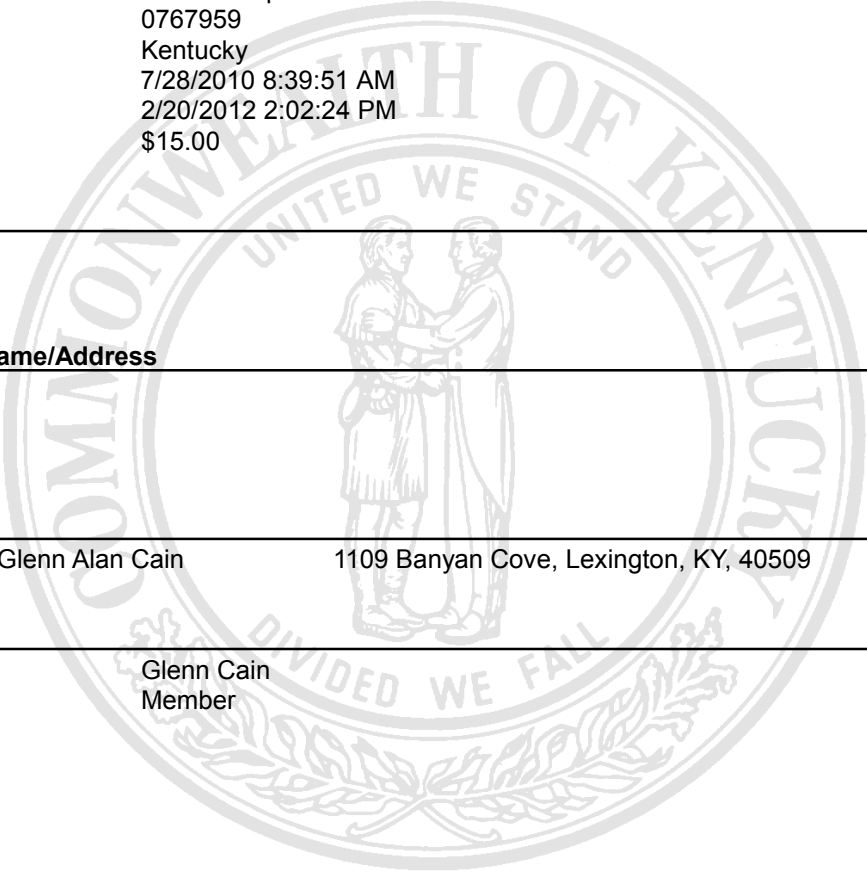 0767959
Kentucky
7/28/2010 8:39:51 AM
2/20/2012 2:02:24 PM
$15.00
COMMONWEALTH OF KENTUCKY
UNITED WE STAND
ame/Address
Glenn Alan Cain 1109 Banyan Cove, Lexington, KY, 40509
DIVIDED WE FALL
Glenn Cain
Member